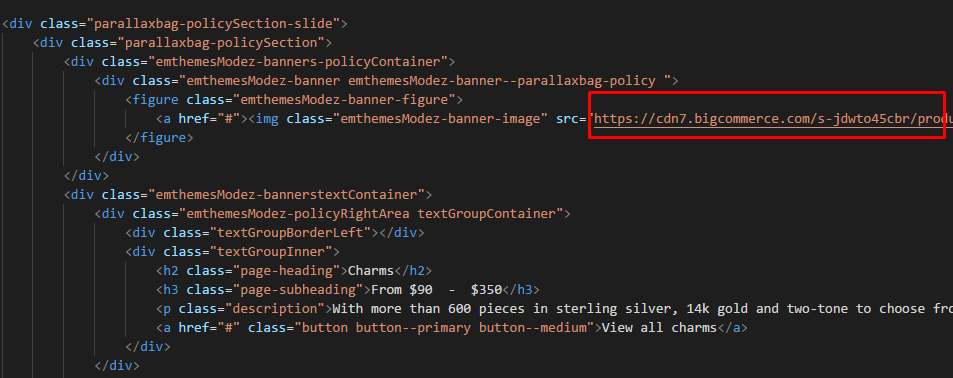 <div class="parallaxbag-policySection-slide">
<div class="parallaxbag-policySection">
<div class="emthemesModez-banners-policyContainer">
<div class="emthemesModez-banner emthemesModez-banner--parallaxbag-policy ">
<figure class="emthemesModez-banner-figure">
<a href="#"><img class="emthemesModez-banner-image" src="https://cdn7.bigcommerce.com/s-jdwto45cbr/produ
</figure>
</div>
</div>
<div class="emthemesModez-bannerstextContainer">
<div class="emthemesModez-policyRightArea textGroupContainer">
<div class="textGroupBorderLeft"></div>
<div class="textGroupInner">
<h2 class="page-heading">Charms</h2>
<h3 class="page-subheading">From $90  -  $350</h3>
<p class="description">With more than 600 pieces in sterling silver, 14k gold and two-tone to choose fro
<a href="#" class="button button--primary button--medium">View all charms</a>
</div>
</div>